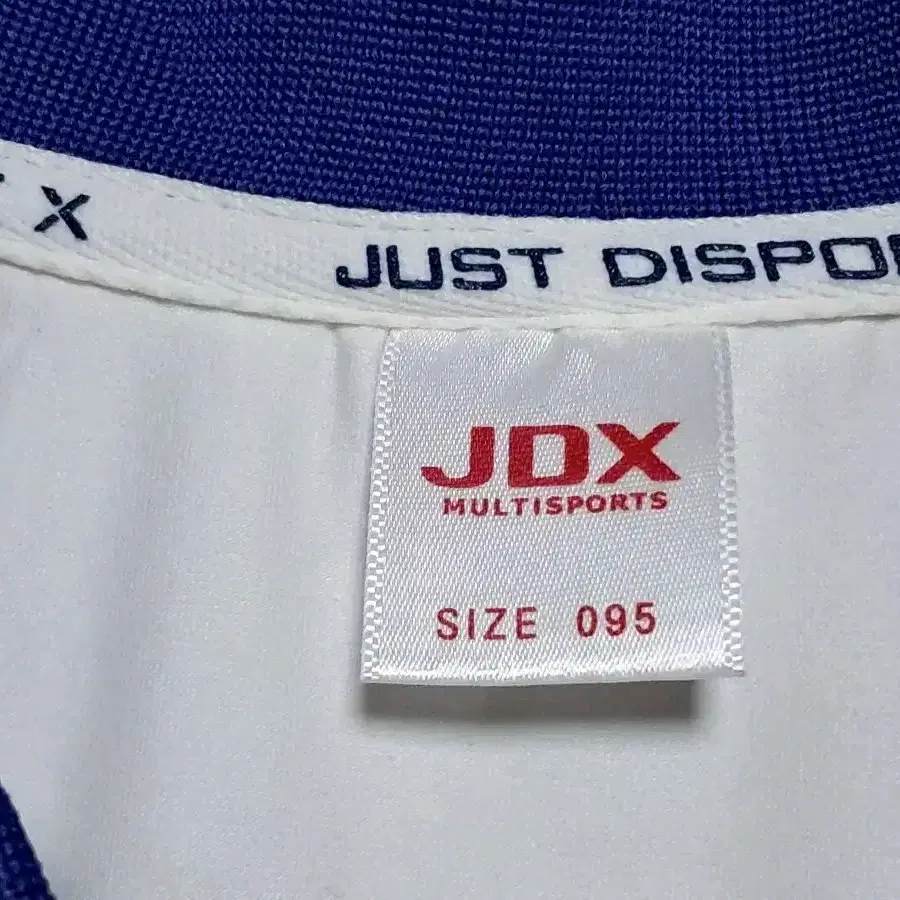 X JUST DISPO
JDX
MULTISPORTS
SIZE 095